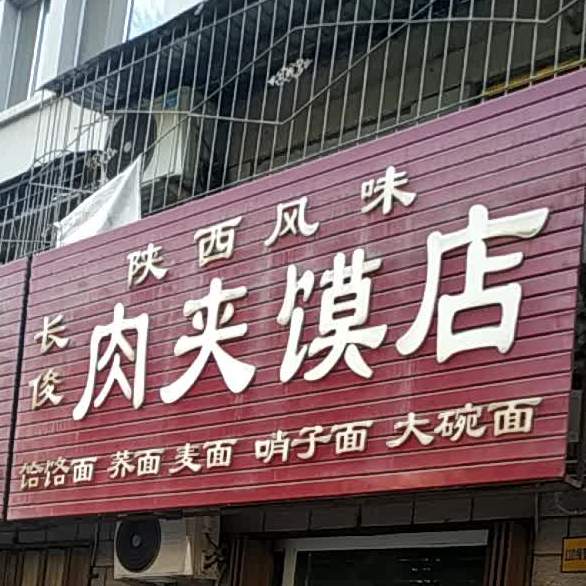 陕西风味
长俊
肉夹馍店
饸饹面 荞面 麦面 哨子面 大碗面